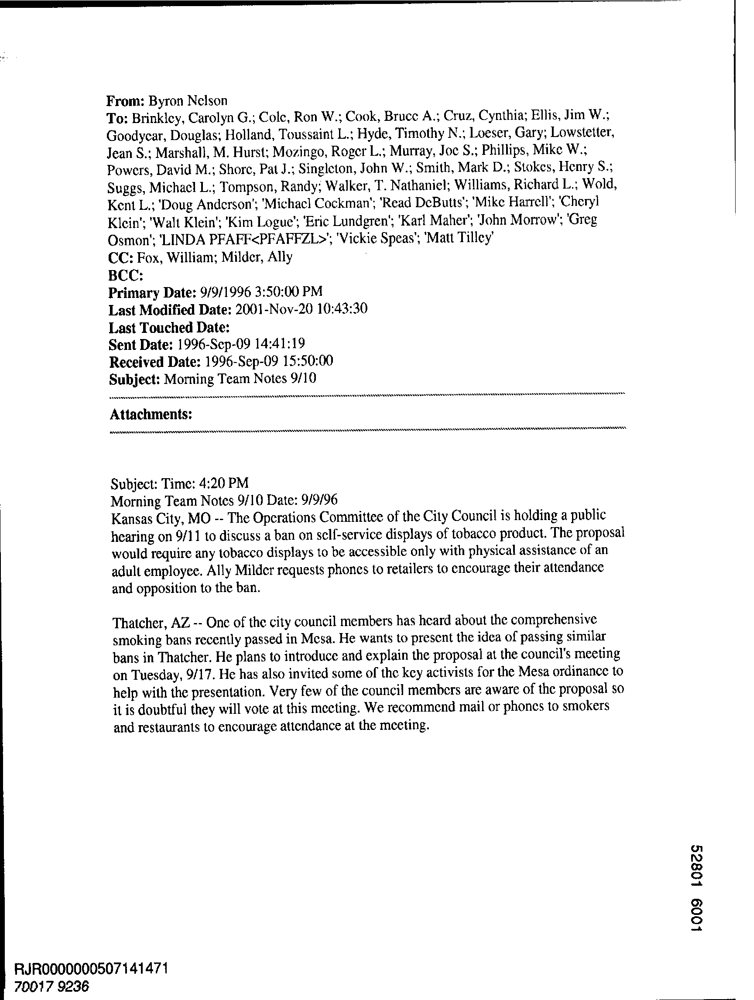 From: Byron Nelson
To: Brinkley, Carolyn G.; Cole, Ron W.; Cook, Bruce A.; Cruz, Cynthia; Ellis, Jim W.;
Goodyear, Douglas; Holland, Toussaint L.; Hyde, Timothy N.; Loeser, Gary; Lowstetter,
Jean S.; Marshall, M. Hurst; Mozingo, Roger L.; Murray, Joe S.; Phillips, Mike W.;
Powers, David M.; Shore, Pat J.; Singleton, John W.; Smith, Mark D.; Stokes, Henry S.;
Suggs, Michael L.; Tompson, Randy; Walker, T. Nathaniel; Williams, Richard L.; Wold,
Kent L.; 'Doug Anderson'; 'Michael Cockman'; 'Read DeButts'; 'Mike Harrell'; 'Cheryl
Klein'; 'Walt Klein'; 'Kim Logue'; 'Eric Lundgren'; 'Karl Maher'; 'John Morrow'; 'Greg
Osmon'; 'LINDA PFAFF<PFAFFZL>'; 'Vickie Speas'; 'Matt Tilley'
CC: Fox, William; Milder, Ally
BCC:
Primary Date: 9/9/1996 3:50:00 PM
Last Modified Date: 2001-Nov-20 10:43:30
Last Touched Date:
Sent Date: 1996-Sep-09 14:41:19
Received Date: 1996-Sep-09 15:50:00
Subject: Morning Team Notes 9/10
Attachments:
Subject: Time: 4:20 PM
Morning Team Notes 9/10 Date: 9/9/96
Kansas City, MO -- The Operations Committee of the City Council is holding a public
hearing on 9/11 to discuss a ban on self-service displays of tobacco product. The proposal
would require any tobacco displays to be accessible only with physical assistance of an
adult employee. Ally Milder requests phones to retailers to encourage their attendance
and opposition to the ban.
Thatcher, AZ -- One of the city council members has heard about the comprehensive
smoking bans recently passed in Mesa. He wants to present the idea of passing similar
bans in Thatcher. He plans to introduce and explain the proposal at the council's meeting
on Tuesday, 9/17. He has also invited some of the key activists for the Mesa ordinance to
help with the presentation. Very few of the council members are aware of the proposal so
it is doubtful they will vote at this meeting. We recommend mail or phones to smokers
and restaurants to encourage attendance at the meeting.
52801 6001
RJR0000000507141471
70017 9236